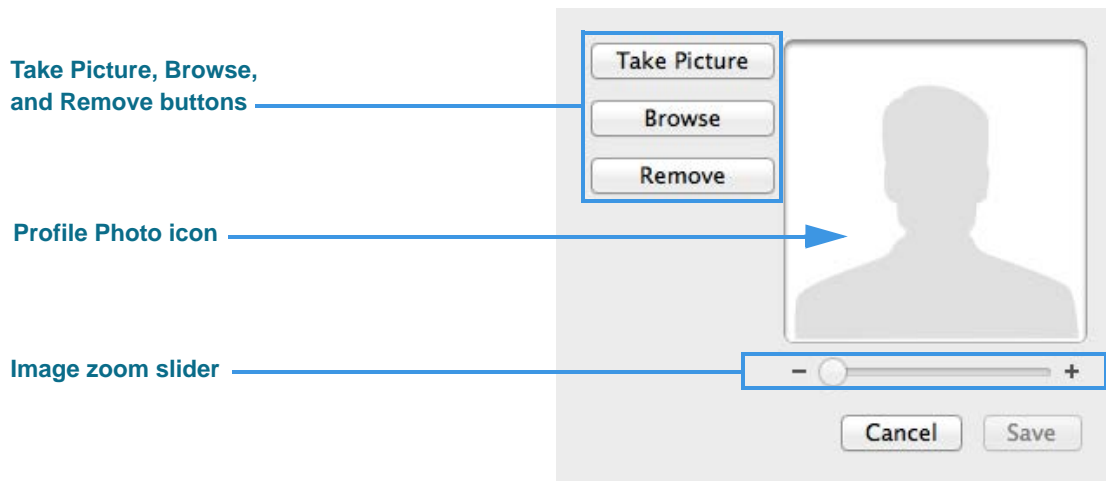 Take Picture, Browse,
and Remove buttons
Take Picture
Browse
Remove
Profile Photo icon
Image zoom slider
– +
Cancel Save